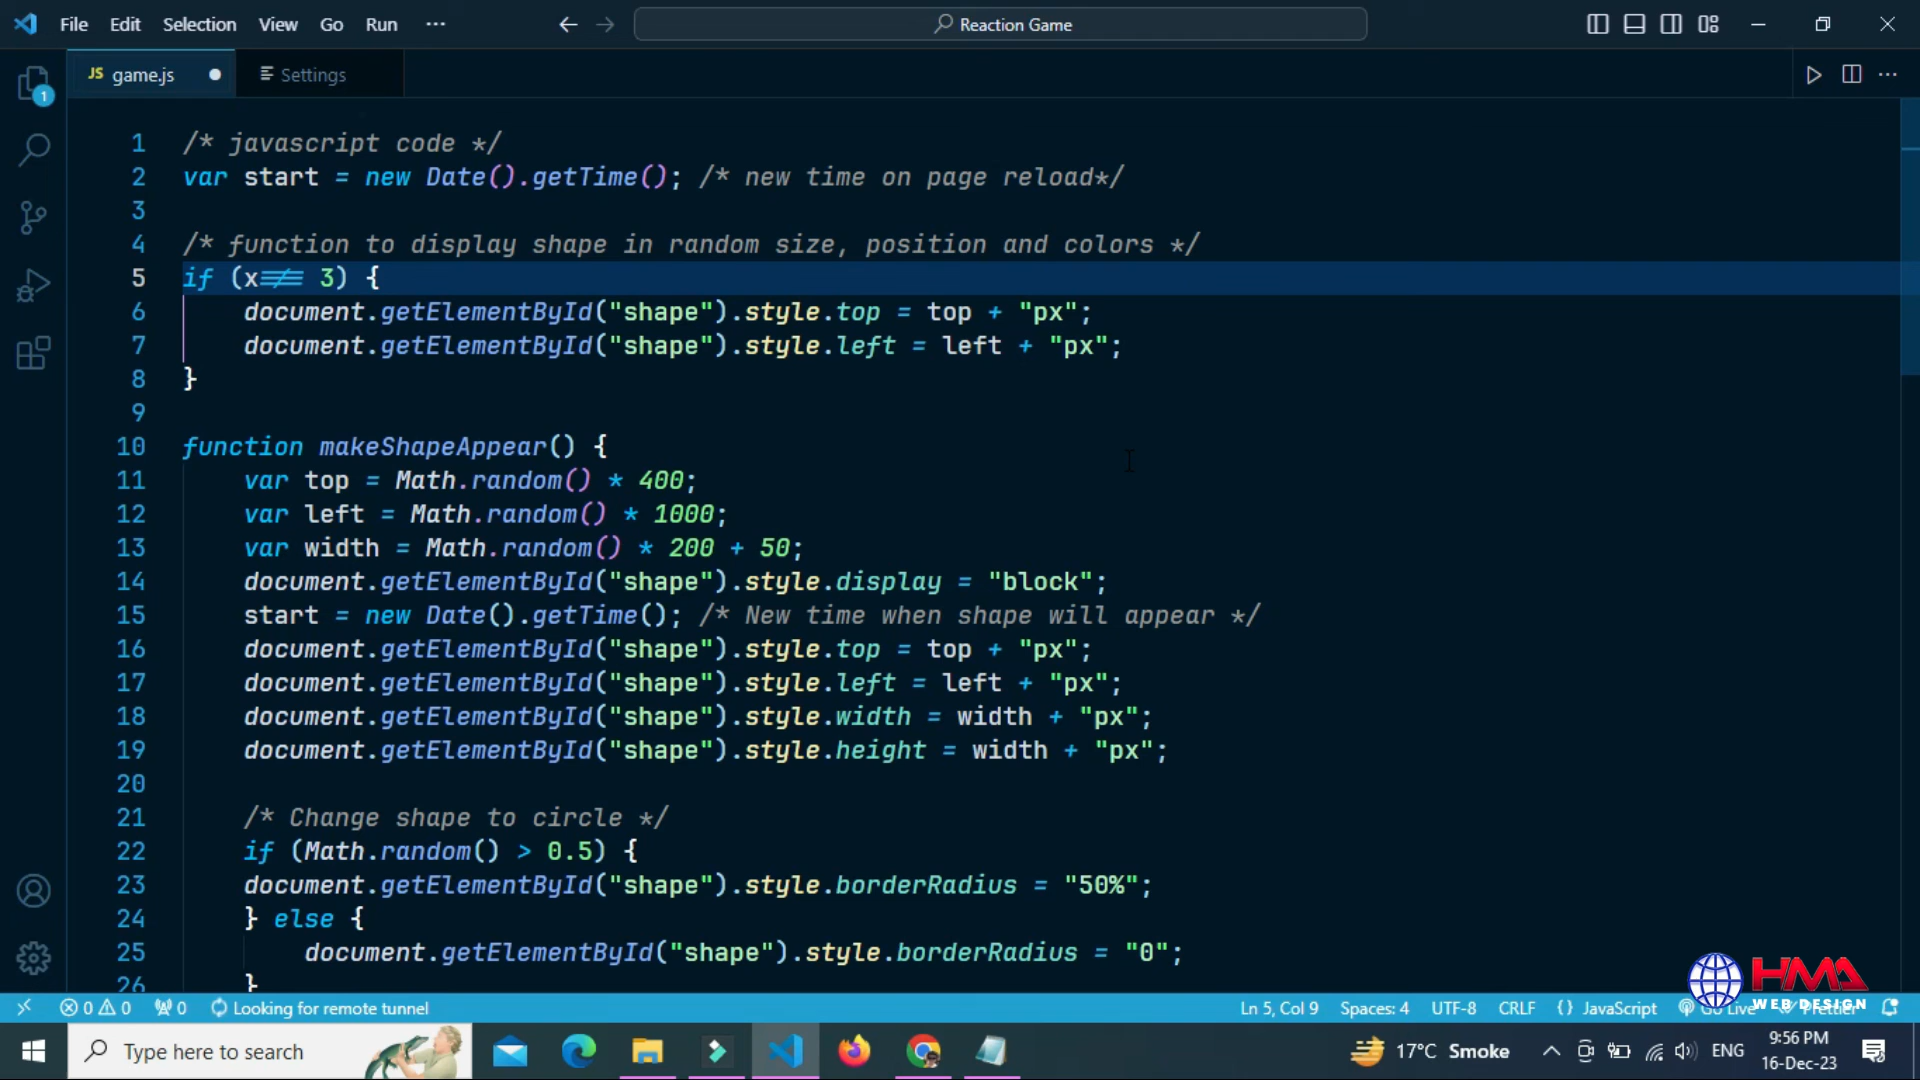 File Edit Selection View Go Run ··· Reaction Game
JS game.js Settings
1
1 /* javascript code */
2 var start = new Date().getTime(); /* new time on page reload*/
3
4 /* function to display shape in random size, position and colors */
5 if (x!== 3) {
6 document.getElementById("shape").style.top = top + "px";
7 document.getElementById("shape").style.left = left + "px";
8 }
9
10 function makeShapeAppear() {
11 var top = Math.random() * 400;
12 var left = Math.random() * 1000;
13 var width = Math.random() * 200 + 50;
14 document.getElementById("shape").style.display = "block";
15 start = new Date().getTime(); /* New time when shape will appear */
16 document.getElementById("shape").style.top = top + "px";
17 document.getElementById("shape").style.left = left + "px";
18 document.getElementById("shape").style.width = width + "px";
19 document.getElementById("shape").style.height = width + "px";
20
21 /* Change shape to circle */
22 if (Math.random() > 0.5) {
23 document.getElementById("shape").style.borderRadius = "50%";
24 } else {
25 document.getElementById("shape").style.borderRadius = "0";
26 }
HMA
WEB DESIGN
0 0 0 Looking for remote tunnel Ln 5, Col 9 Spaces: 4 UTF-8 CRLF {} JavaScript Go Live Prettier
Type here to search 17°C Smoke ENG 9:56 PM
16-Dec-23